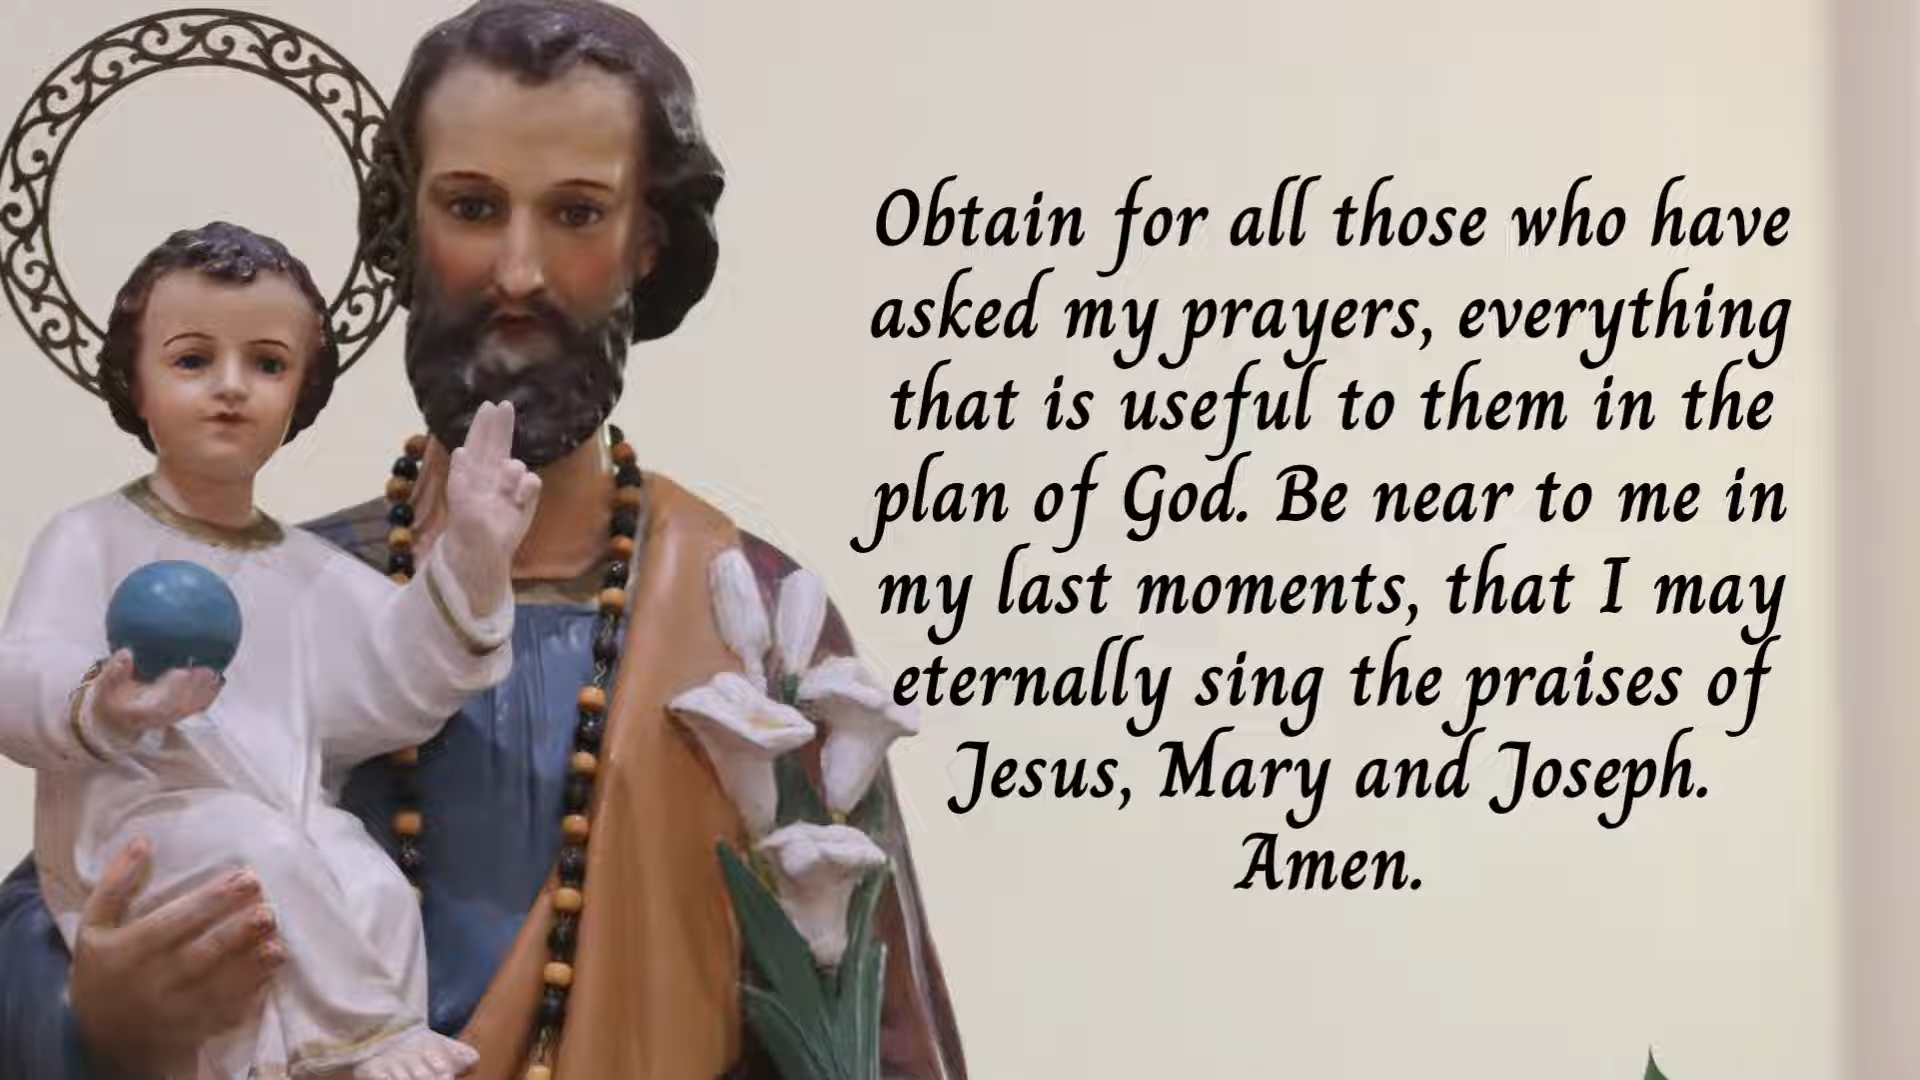 Obtain for all those who have
asked my prayers, everything
that is useful to them in the
plan of God. Be near to me in
my last moments, that I may
eternally sing the praises of
Jesus, Mary and Joseph.
Amen.